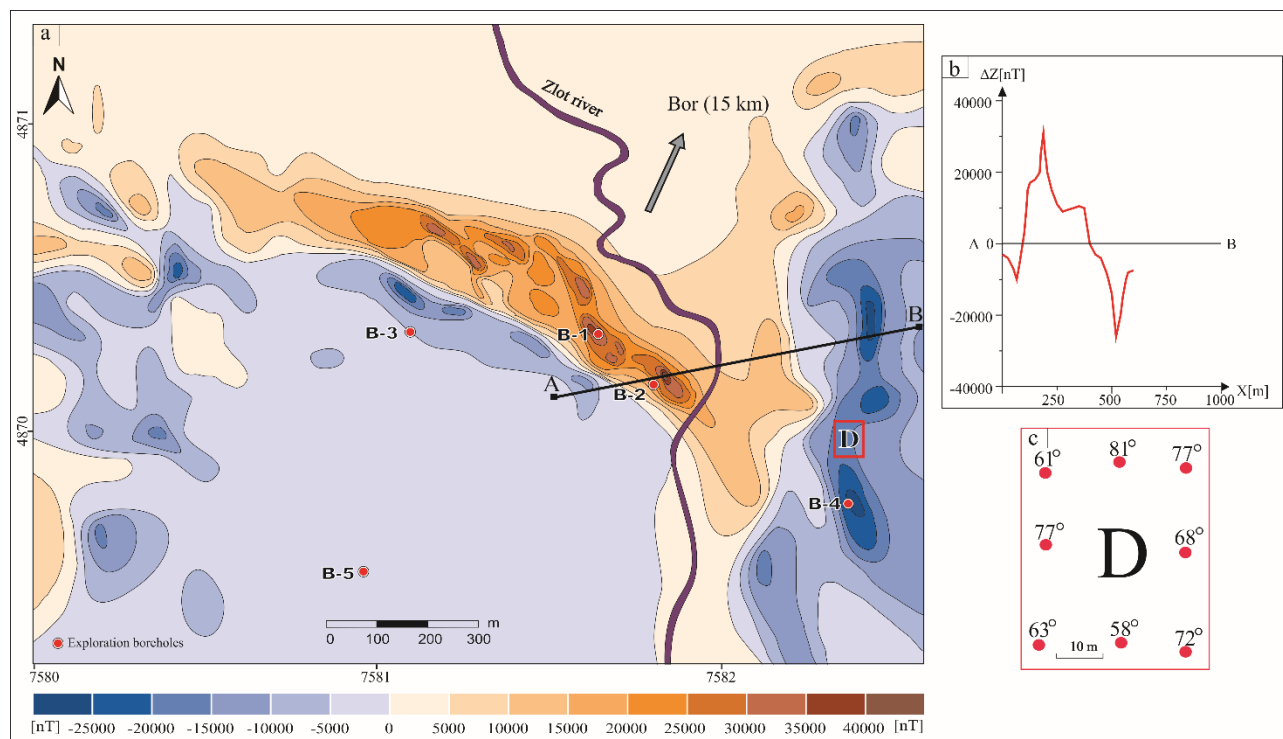 a
N
4871
4870
Zlot river
Bor (15 km)
B-3
B-1
A
B-2
B
D
B-4
B-5
0 100 200 300 m
Exploration boreholes
7580 7581 7582
[nT] -25000 -20000 -15000 -10000 -5000 0 5000 10000 15000 20000 25000 30000 35000 40000 [nT]
b
ΔZ[nT]
40000
20000
A 0 B
-20000
-40000
250 500 750 1000
X[m]
c
61° 81° 77°
77° D 68°
63° 58° 72°
10 m